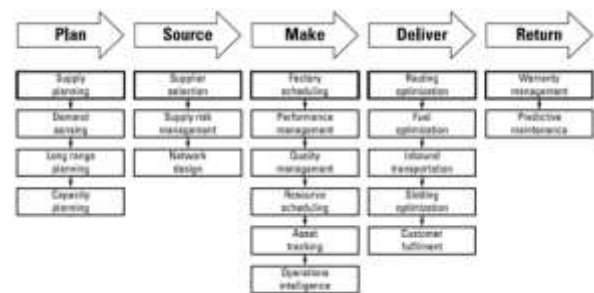 Plan
Source
Make
Deliver
Return
Supply
planning
Demand
sensing
Long range
planning
Capacity
planning
Supplier
selection
Supply risk
management
Network
design
Factory
scheduling
Performance
management
Quality
management
Resource
scheduling
Asset
tracking
Operations
intelligence
Routing
optimization
Fuel
optimization
Inbound
transportation
optimization
Customer
fulfilment
Warranty
management
Predictive
maintenance